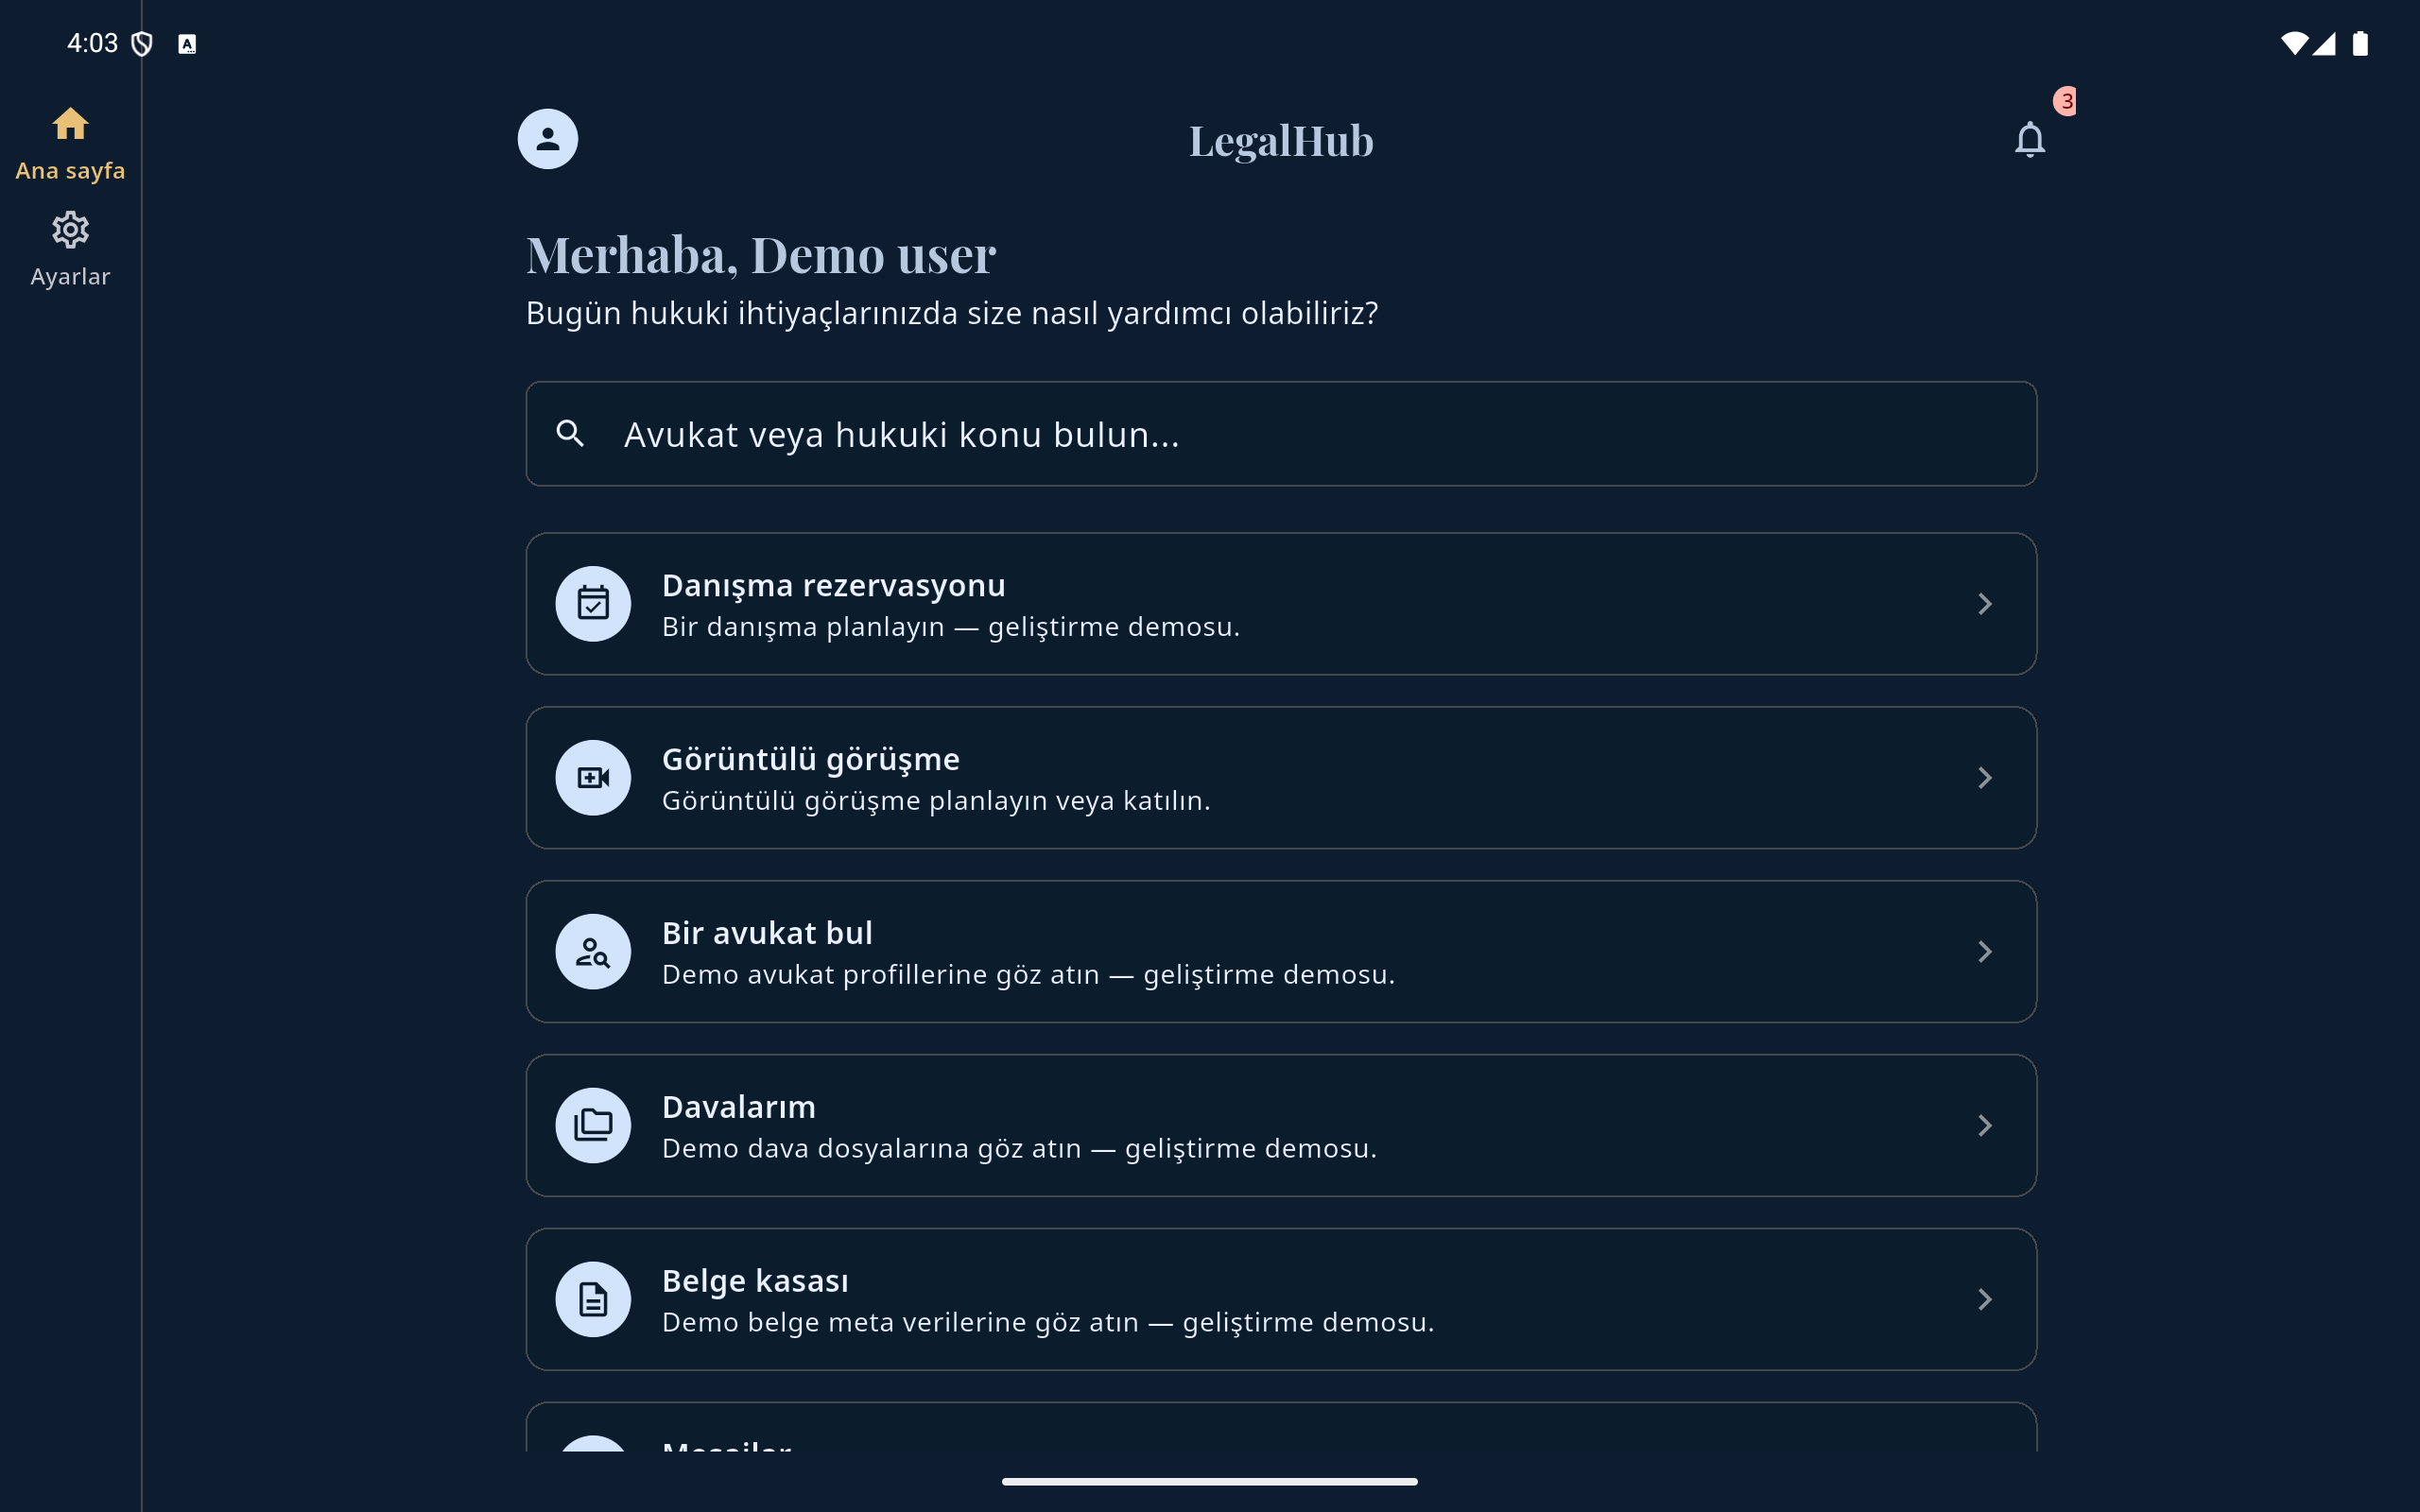 4:03
Ana sayfa
Ayarlar
LegalHub
3
Merhaba, Demo user
Bugün hukuki ihtiyaçlarınızda size nasıl yardımcı olabiliriz?
Avukat veya hukuki konu bulun...
Danışma rezervasyonu
Bir danışma planlayın — geliştirme demosu.
Görüntülü görüşme
Görüntülü görüşme planlayın veya katılın.
Bir avukat bul
Demo avukat profillerine göz atın — geliştirme demosu.
Davalarım
Demo dava dosyalarına göz atın — geliştirme demosu.
Belge kasası
Demo belge meta verilerine göz atın — geliştirme demosu.